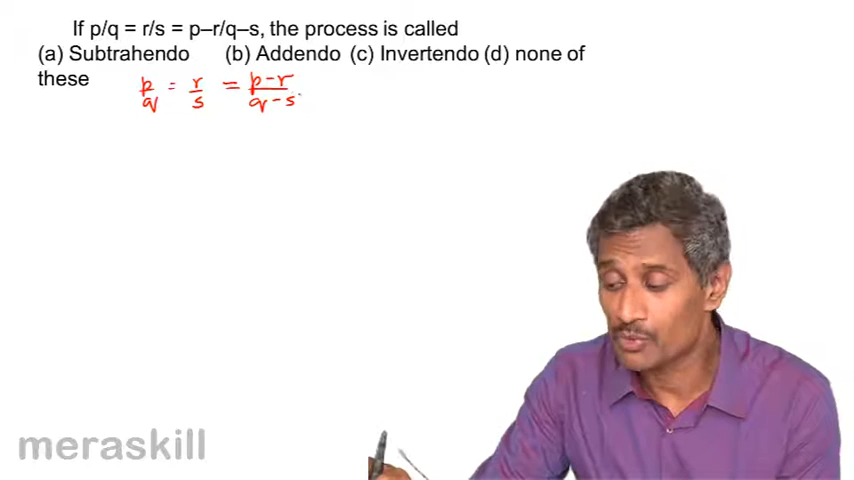 If p/q = r/s = p–r/q–s, the process is called
(a) Subtrahendo (b) Addendo (c) Invertendo (d) none of
these
p/q = r/s = p-r/q-s
meraskill